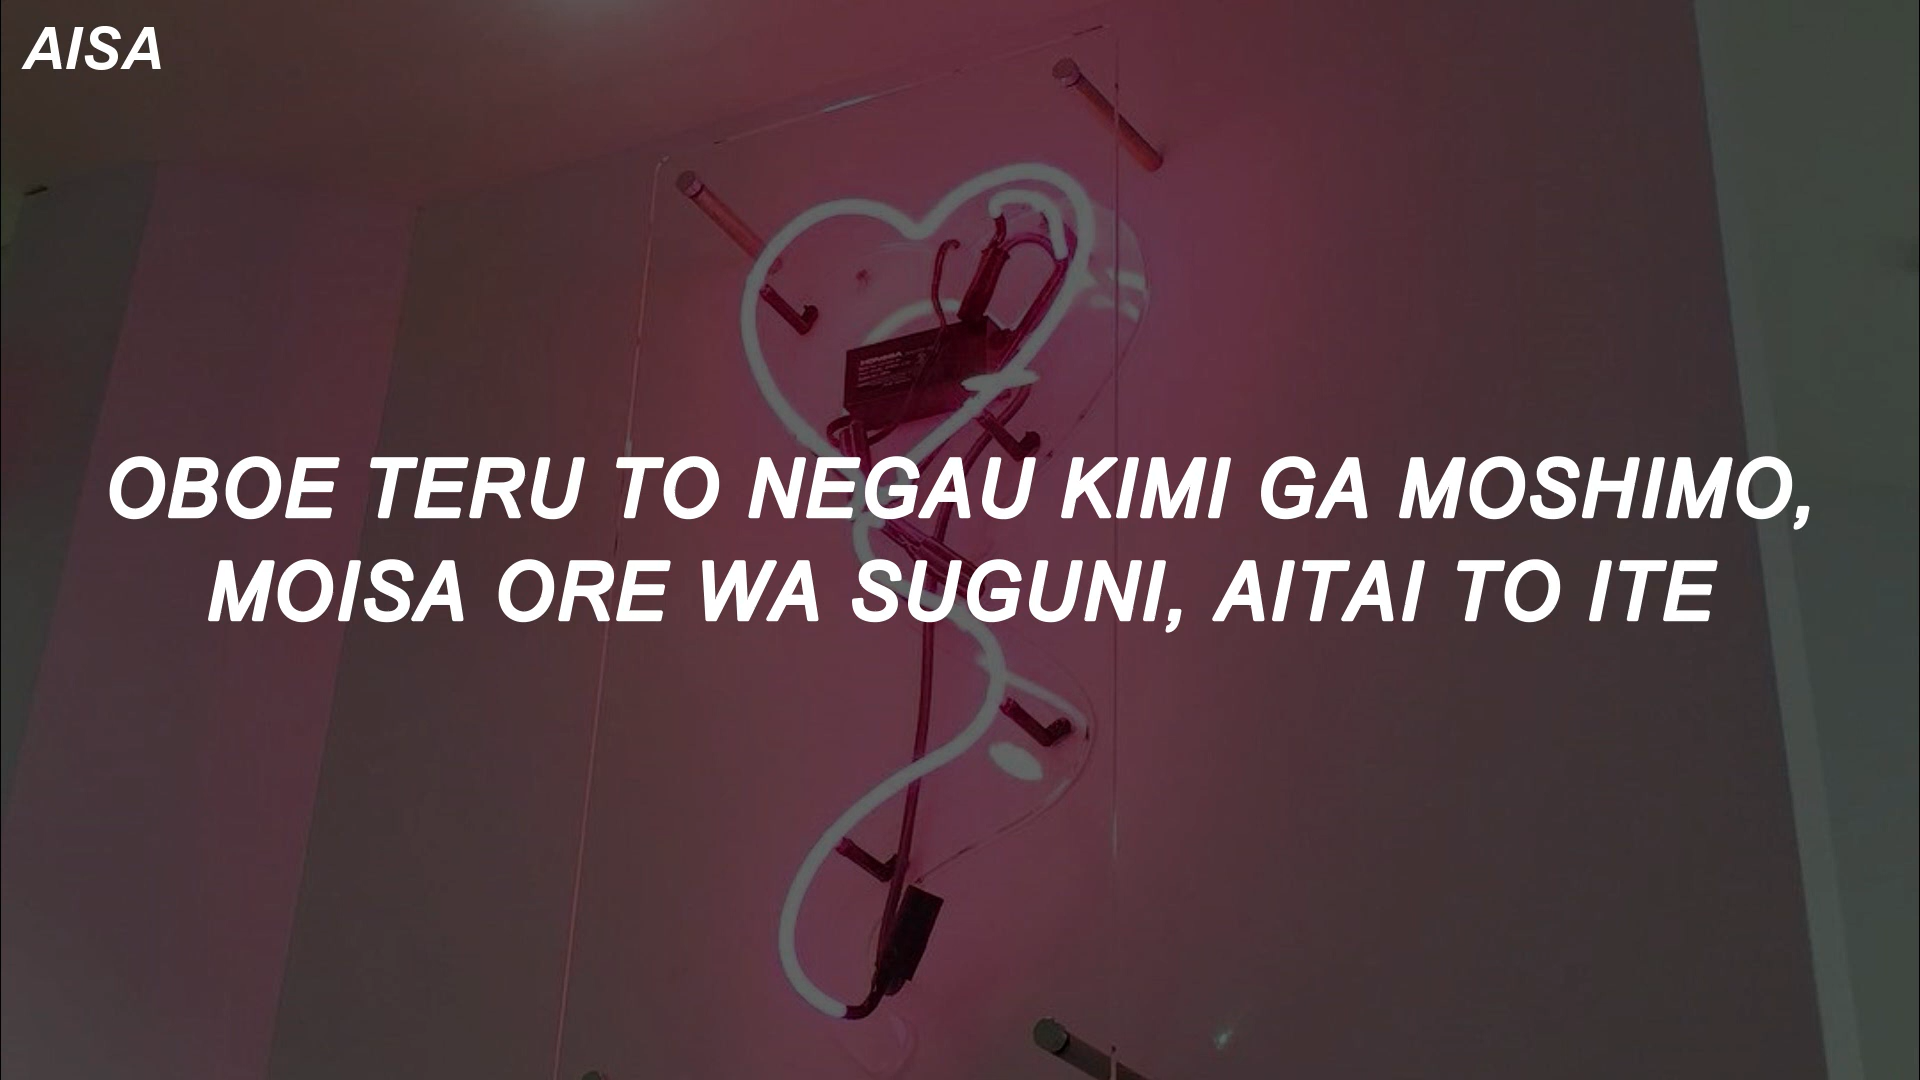 AISA
OBOE TERU TO NEGAU KIMI GA MOSHIMO,
MOISA ORE WA SUGUNI, AITAI TO ITE